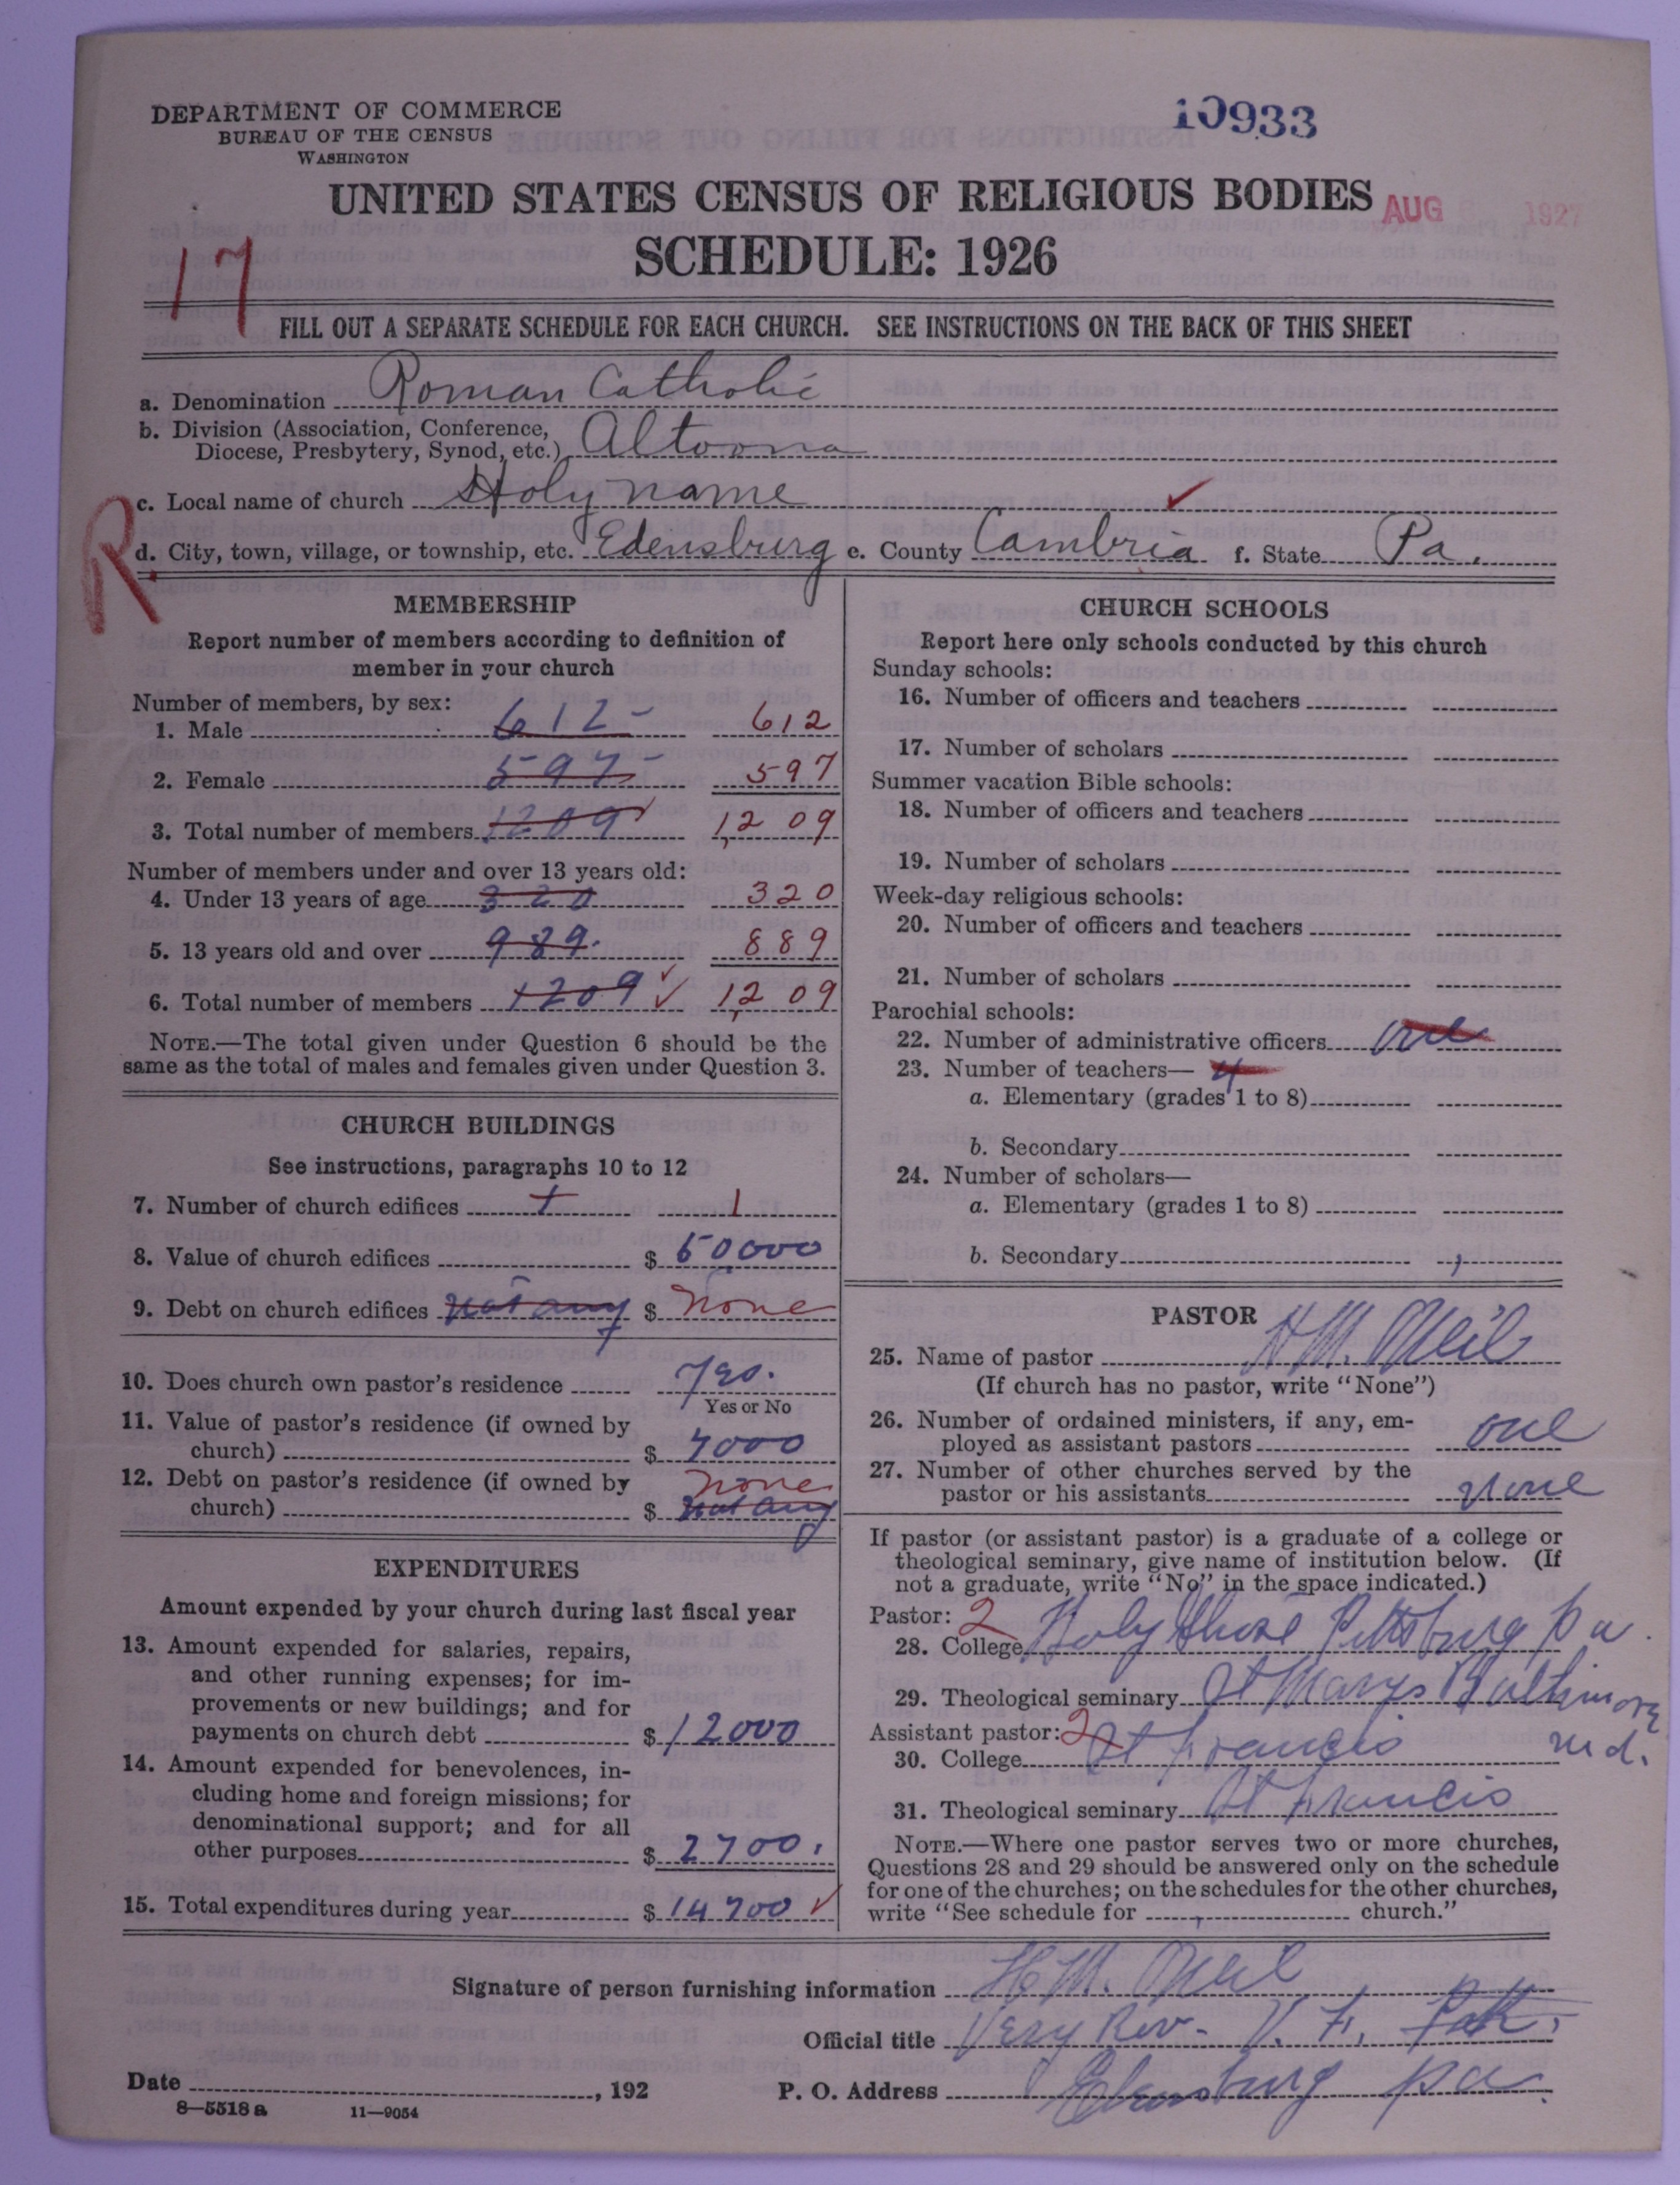 DEPARTMENT OF COMMERCE
BUREAU OF THE CENSUS
WASHINGTON
10933
UNITED STATES CENSUS OF RELIGIOUS BODIES
AUG 1927
SCHEDULE: 1926
17
FILL OUT A SEPARATE SCHEDULE FOR EACH CHURCH. SEE INSTRUCTIONS ON THE BACK OF THIS SHEET
a. Denomination Roman Catholic
b. Division (Association, Conference,
Diocese, Presbytery, Synod, etc.) Altoona
c. Local name of church Holy name
R
d. City, town, village, or township, etc. Edensburg e. County Cambria f. State Pa.
MEMBERSHIP
Report number of members according to definition of
member in your church
Number of members, by sex:
1. Male 612 612
2. Female 597 597
3. Total number of members 1209 1,209
Number of members under and over 13 years old:
4. Under 13 years of age 320 320
5. 13 years old and over 989 889
6. Total number of members 1209 1,209
NOTE.—The total given under Question 6 should be the
same as the total of males and females given under Question 3.
CHURCH BUILDINGS
See instructions, paragraphs 10 to 12
7. Number of church edifices 1 1
8. Value of church edifices $ 60000
9. Debt on church edifices not any $ none
10. Does church own pastor's residence yes.
Yes or No
11. Value of pastor's residence (if owned by
church) $ 7000
12. Debt on pastor's residence (if owned by none
church) $ not any
EXPENDITURES
Amount expended by your church during last fiscal year
13. Amount expended for salaries, repairs,
and other running expenses; for im-
provements or new buildings; and for
payments on church debt $ 12000
14. Amount expended for benevolences, in-
cluding home and foreign missions; for
denominational support; and for all
other purposes $ 2700.
15. Total expenditures during year $ 14700
CHURCH SCHOOLS
Report here only schools conducted by this church
Sunday schools:
16. Number of officers and teachers
17. Number of scholars
Summer vacation Bible schools:
18. Number of officers and teachers
19. Number of scholars
Week-day religious schools:
20. Number of officers and teachers
21. Number of scholars
Parochial schools:
22. Number of administrative officers one
23. Number of teachers— 4
a. Elementary (grades 1 to 8)
b. Secondary
24. Number of scholars—
a. Elementary (grades 1 to 8)
b. Secondary
PASTOR
25. Name of pastor H M. O'Neil
(If church has no pastor, write "None")
26. Number of ordained ministers, if any, em-
ployed as assistant pastors one
27. Number of other churches served by the
pastor or his assistants none
If pastor (or assistant pastor) is a graduate of a college or
theological seminary, give name of institution below. (If
not a graduate, write "No" in the space indicated.)
Pastor: 2
28. College Holy Ghost Pittsburg Pa.
29. Theological seminary St Marys Baltimore
Assistant pastor: 2 md.
30. College St Francis
31. Theological seminary St Francis
NOTE.—Where one pastor serves two or more churches,
Questions 28 and 29 should be answered only on the schedule
for one of the churches; on the schedules for the other churches,
write "See schedule for church."
Signature of person furnishing information H M. O'Neil
Official title Very Rev. V. F.
Date , 192 P. O. Address Ebensburg Pa.
8—5518 a 11—9054